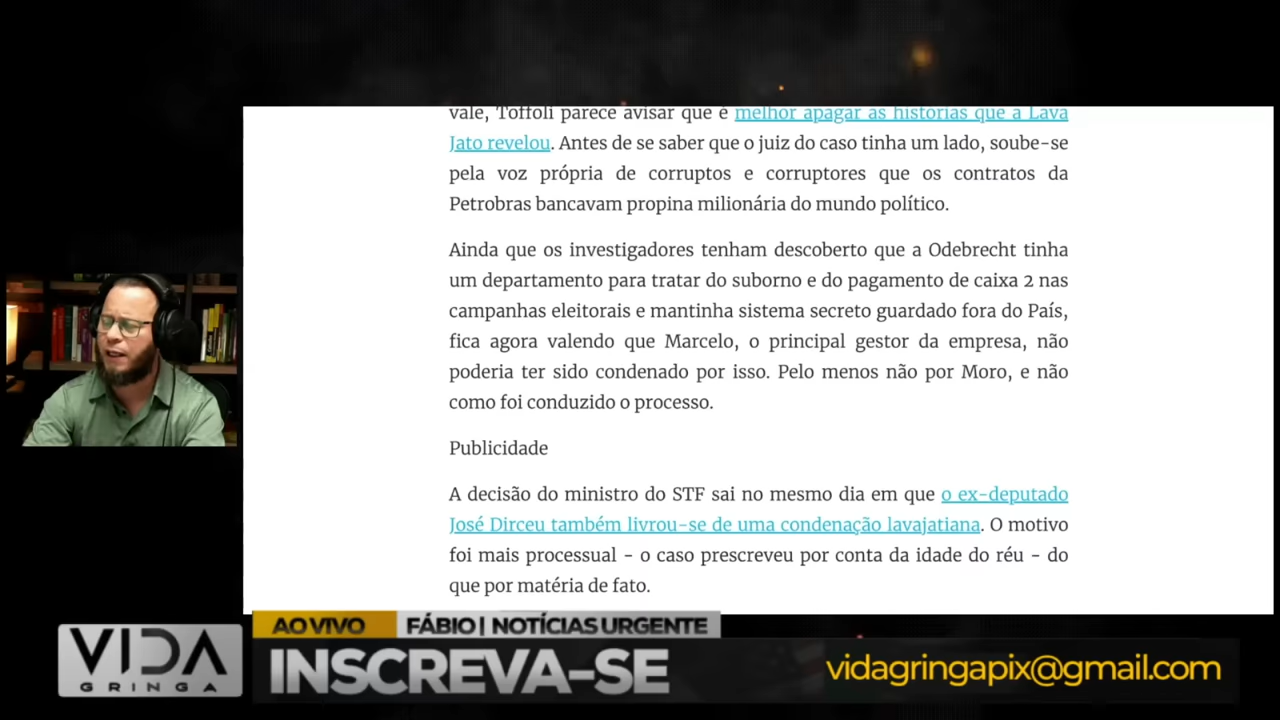 vale, Toffoli parece avisar que é melhor apagar as histórias que a Lava
Jato revelou. Antes de se saber que o juiz do caso tinha um lado, soube-se
pela voz própria de corruptos e corruptores que os contratos da
Petrobras bancavam propina milionária do mundo político.
Ainda que os investigadores tenham descoberto que a Odebrecht tinha
um departamento para tratar do suborno e do pagamento de caixa 2 nas
campanhas eleitorais e mantinha sistema secreto guardado fora do País,
fica agora valendo que Marcelo, o principal gestor da empresa, não
poderia ter sido condenado por isso. Pelo menos não por Moro, e não
como foi conduzido o processo.
Publicidade
A decisão do ministro do STF sai no mesmo dia em que o ex-deputado
José Dirceu também livrou-se de uma condenação lavajatiana. O motivo
foi mais processual - o caso prescreveu por conta da idade do réu - do
que por matéria de fato.
AO VIVO
FÁBIO | NOTÍCIAS URGENTE
VIDA
GRINGA
INSCREVA-SE
vidagringapix@gmail.com